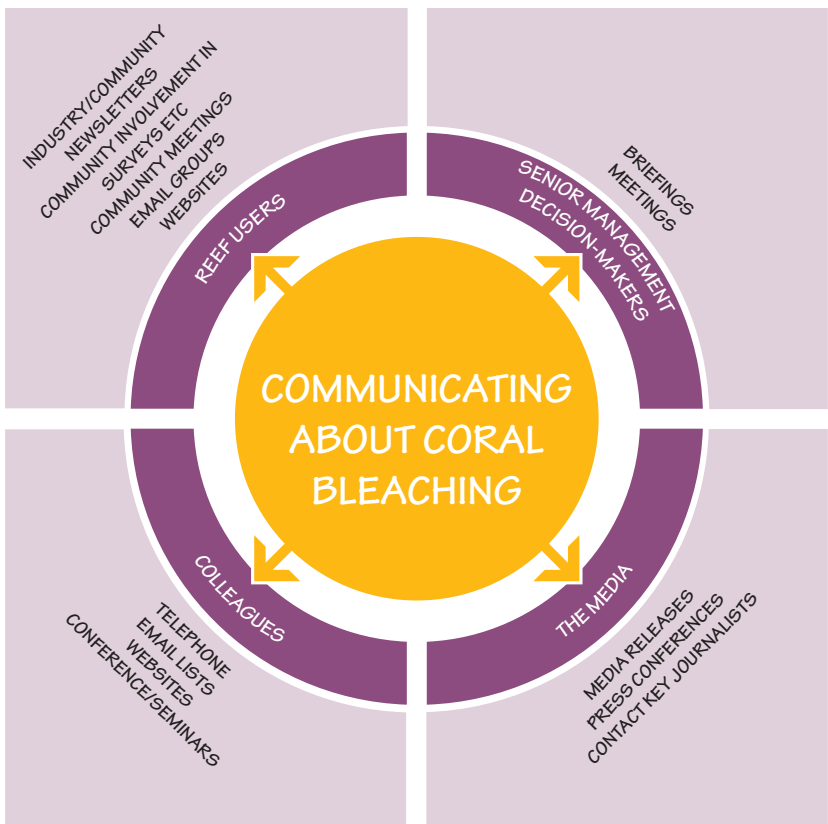 INDUSTRY/COMMUNITY
NEWSLETTERS
COMMUNITY INVOLVEMENT IN
SURVEYS ETC
COMMUNITY MEETINGS
EMAIL GROUPS
WEBSITES
REEF USERS
BRIEFINGS
MEETINGS
SENIOR MANAGEMENT
DECISION-MAKERS
COMMUNICATING
ABOUT CORAL
BLEACHING
COLLEAGUES
TELEPHONE
EMAIL LISTS
WEBSITES
CONFERENCE/SEMINARS
THE MEDIA
MEDIA RELEASES
PRESS CONFERENCES
CONTACT KEY JOURNALISTS